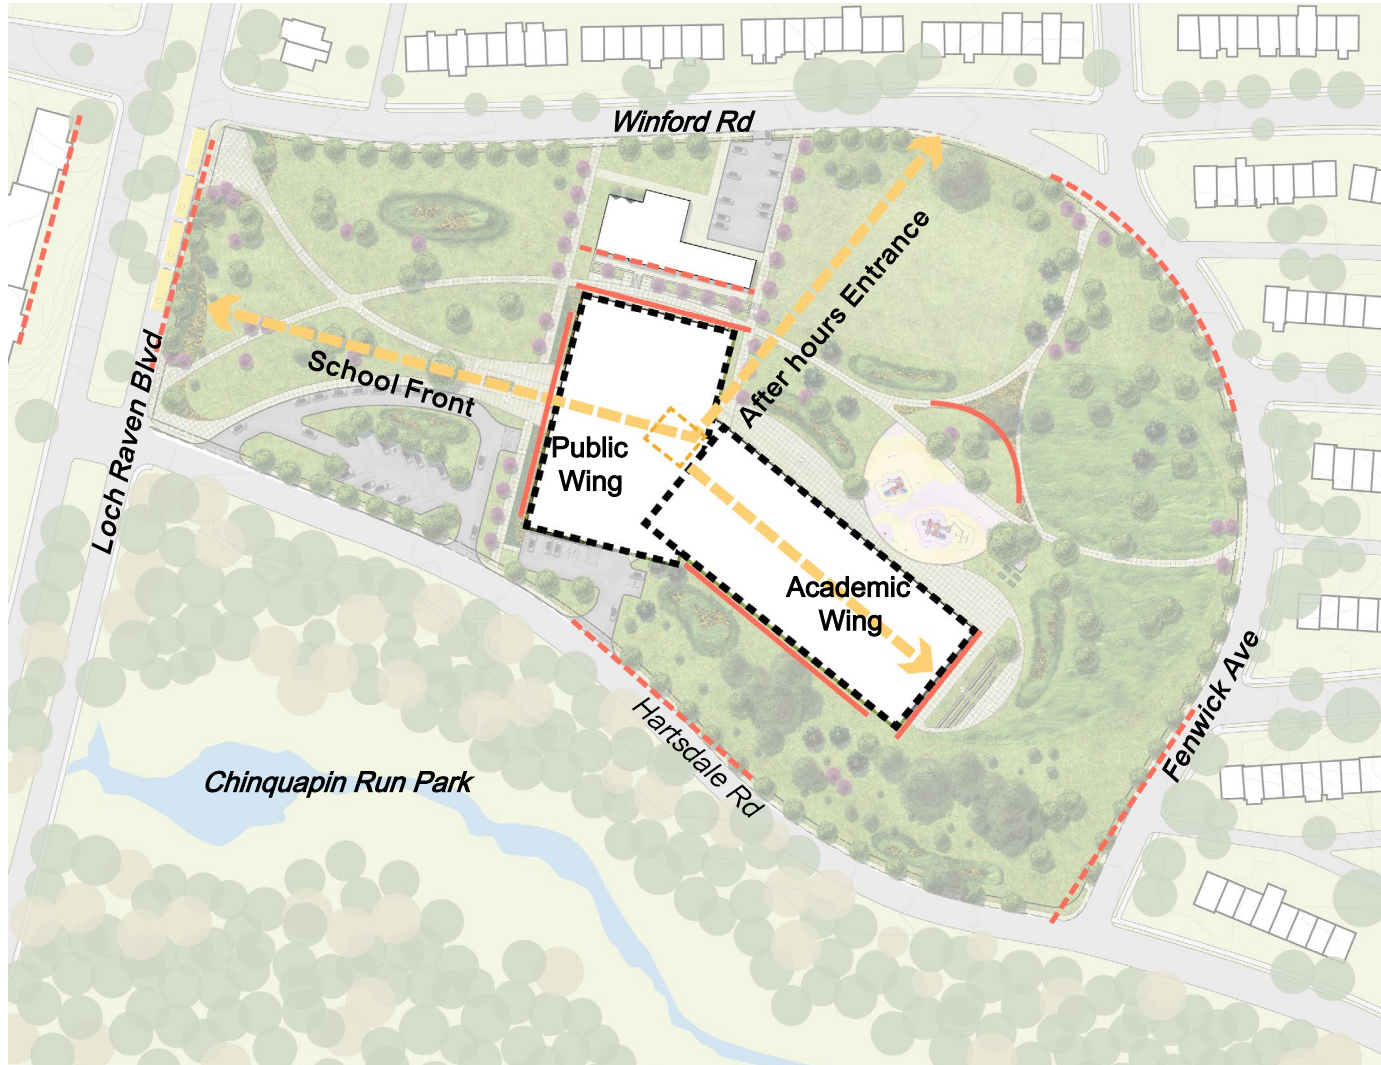 Winford Rd
After hours Entrance
School Front
Loch Raven Blvd
Public
Wing
Academic
Wing
Hartsdale Rd
Fenwick Ave
Chinquapin Run Park